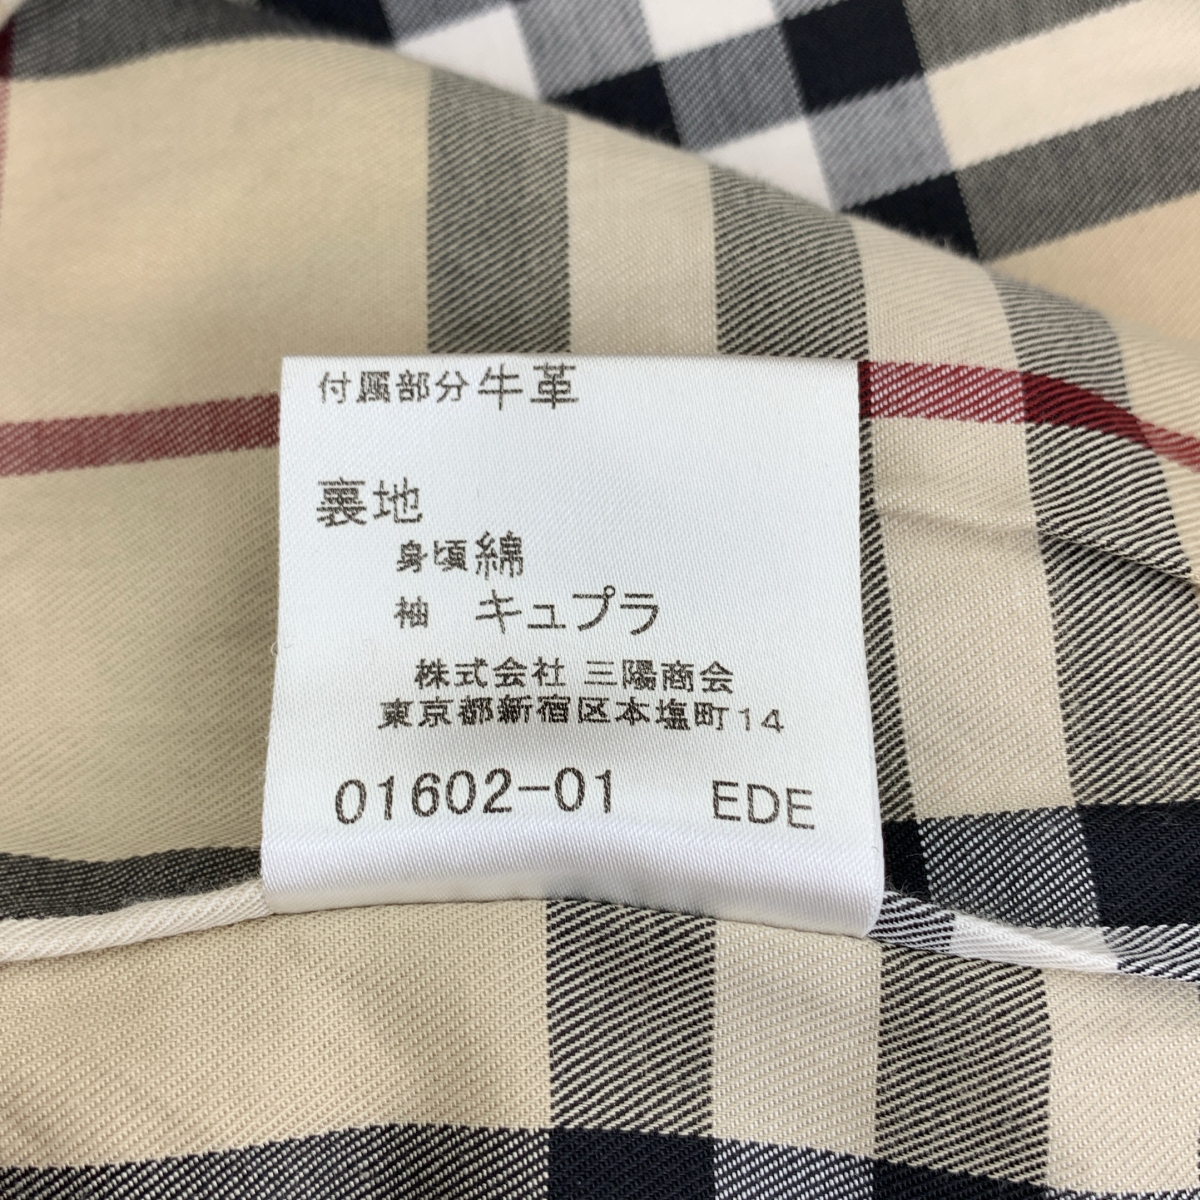 付属部分 牛革
裏地
身頃 綿
袖 キュプラ
株式会社 三陽商会
東京都新宿区本塩町14
01602-01 EDE